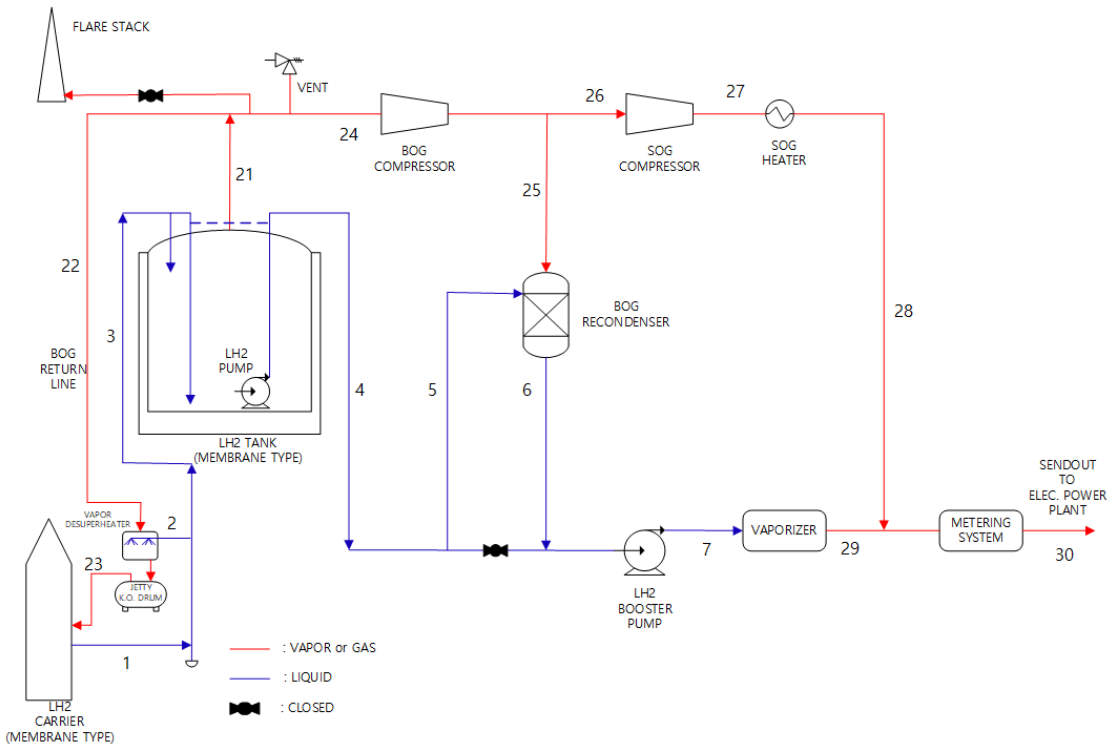 FLARE STACK
VENT
24
BOG
COMPRESSOR
26
SOG
COMPRESSOR
27
SOG
HEATER
21
25
22
3
BOG
RETURN
LINE
LH2
PUMP
LH2 TANK
(MEMBRANE TYPE)
4
5
6
BOG
RECONDENSER
28
VAPOR
DESUPERHEATER
2
23
JETTY
K.O. DRUM
1
LH2
CARRIER
(MEMBRANE TYPE)
LH2
BOOSTER
PUMP
7
VAPORIZER
29
METERING
SYSTEM
30
SENDOUT
TO
ELEC. POWER
PLANT
: VAPOR or GAS
: LIQUID
: CLOSED